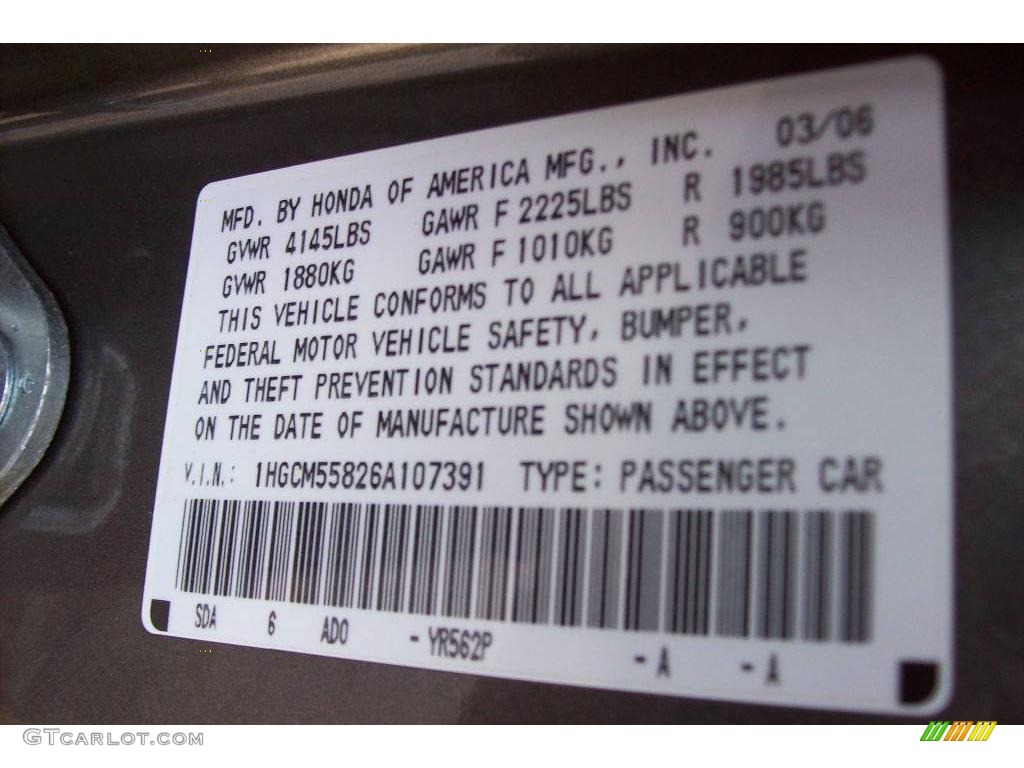 03/06
MFD. BY HONDA OF AMERICA MFG., INC.
GVWR 4145LBS GAWR F 2225LBS R 1985LBS
GVWR 1880KG GAWR F 1010KG R 900KG
THIS VEHICLE CONFORMS TO ALL APPLICABLE
FEDERAL MOTOR VEHICLE SAFETY, BUMPER,
AND THEFT PREVENTION STANDARDS IN EFFECT
ON THE DATE OF MANUFACTURE SHOWN ABOVE.
V.I.N.: 1HGCM55826A107391 TYPE: PASSENGER CAR
SDA 6 AD0 -YR562P -A -A
GTCARLOT.COM